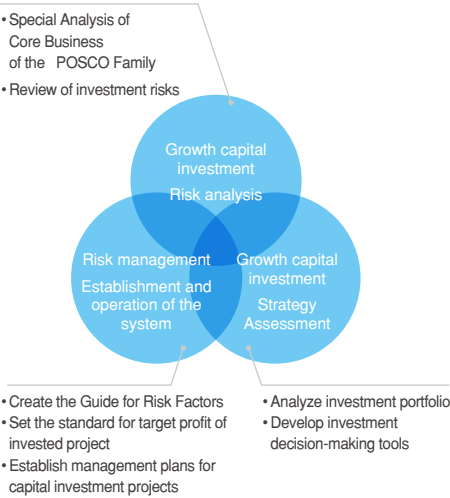 • Special Analysis of
Core Business
of the POSCO Family
• Review of investment risks
Growth capital
investment
Risk analysis
Risk management
Establishment and
operation of the
system
Growth capital
investment
Strategy
Assessment
• Create the Guide for Risk Factors
• Set the standard for target profit of
invested project
• Establish management plans for
capital investment projects
• Analyze investment portfolio
• Develop investment
decision-making tools